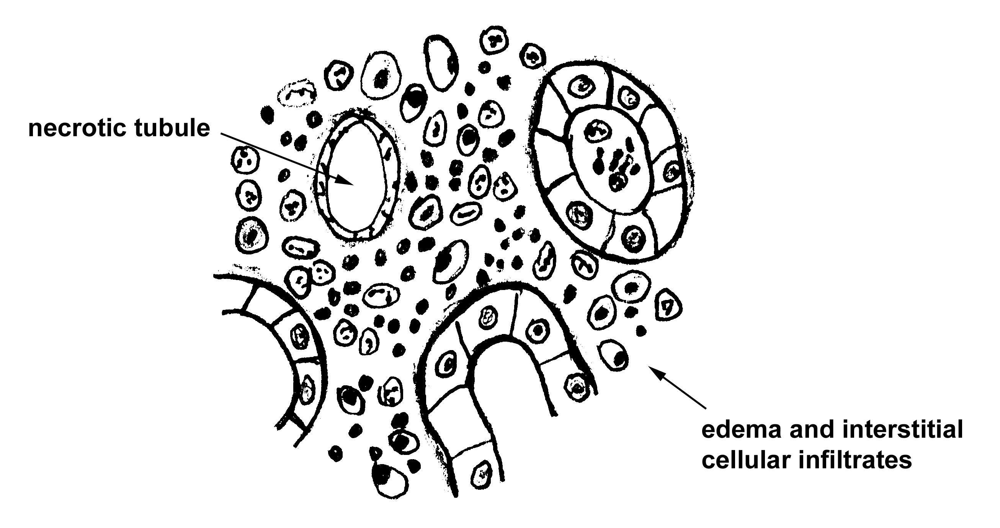 necrotic tubule
edema and interstitial
cellular infiltrates